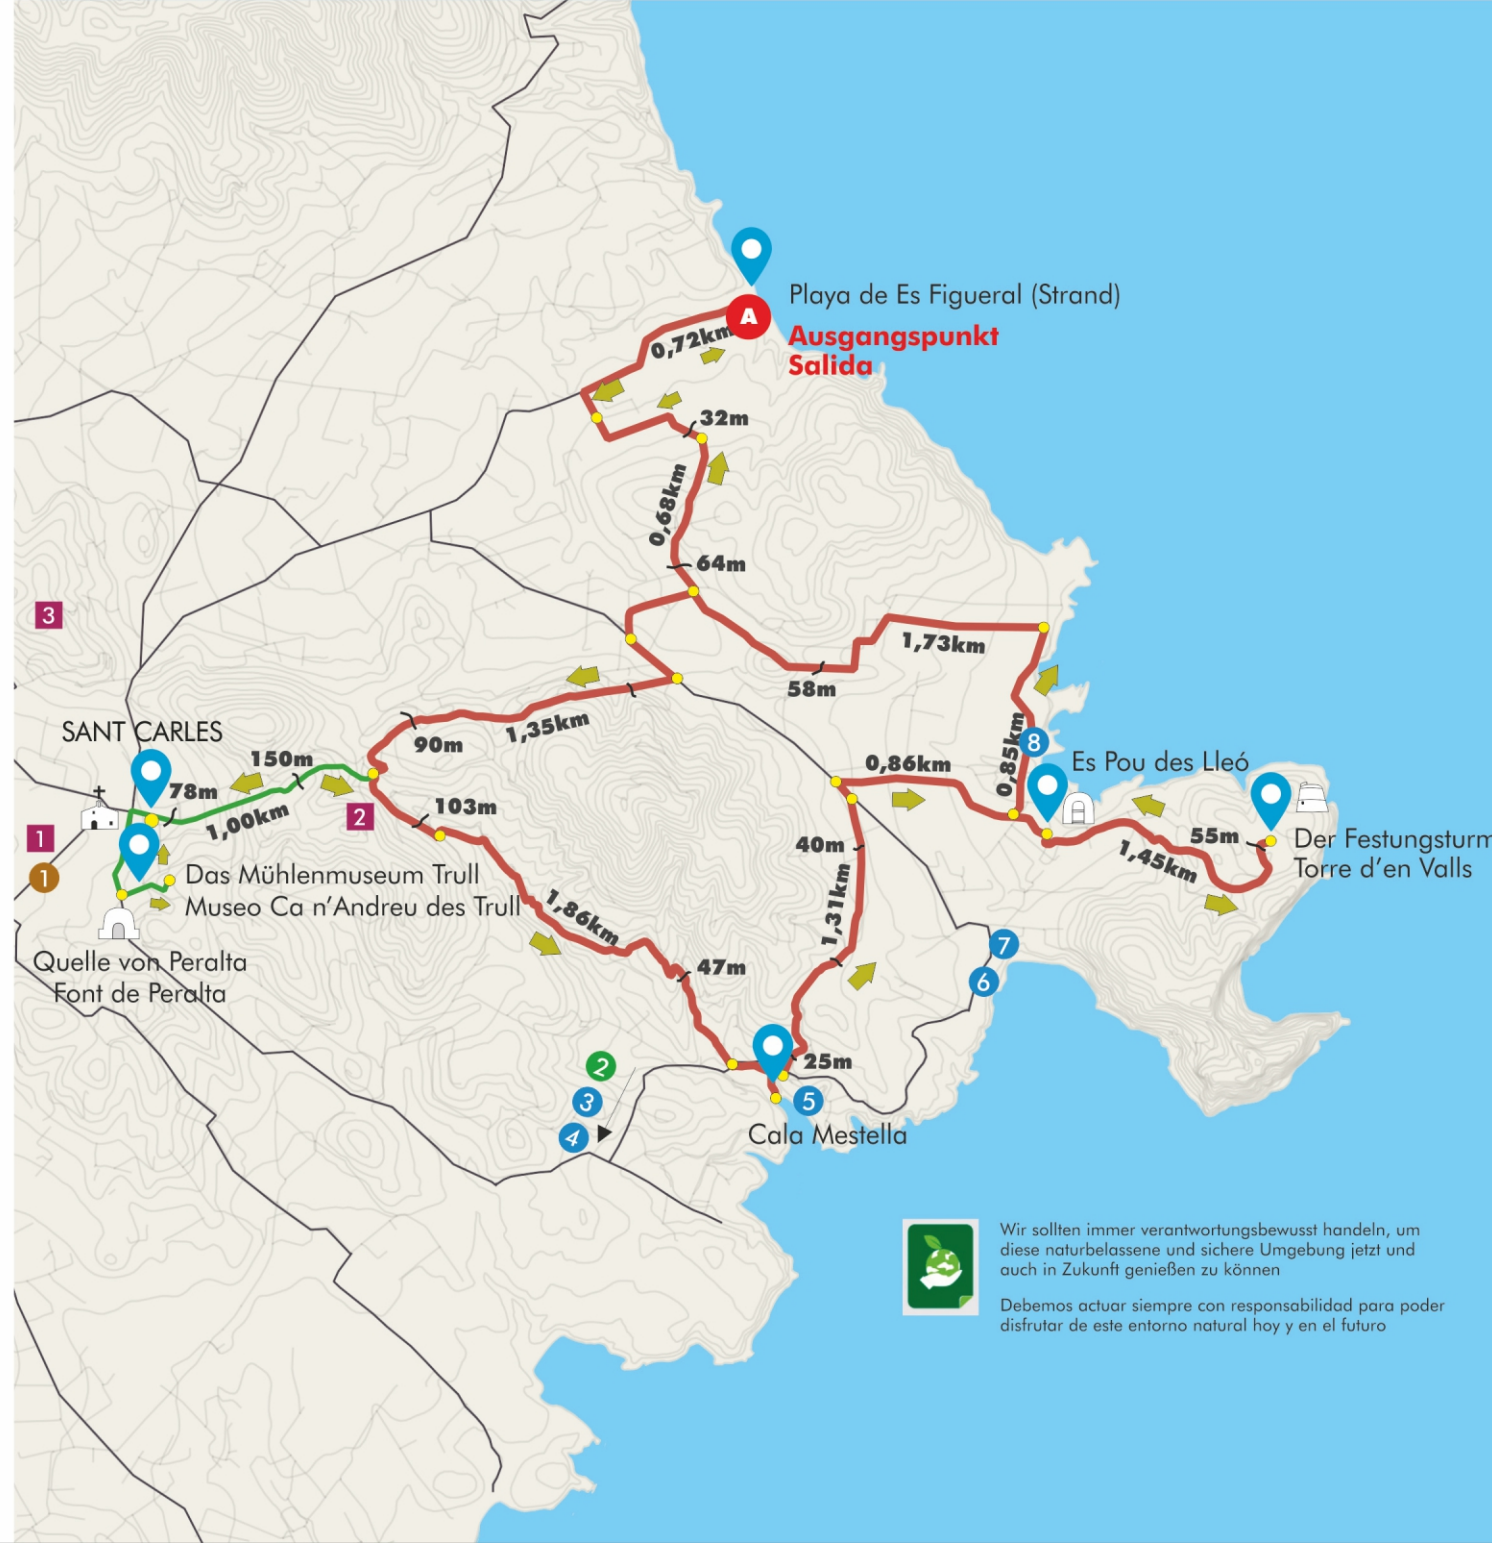 Playa de Es Figueral (Strand)
A
Ausgangspunkt
Salida
0,72km
32m
0,68km
64m
3
1,73km
58m
1,35km
90m
SANT CARLES
150m
78m
1,00km
2
103m
0,86km
0,85km
8
Es Pou des Lleó
55m
1,45km
Der Festungsturm
Torre d'en Valls
1
1
40m
1,31km
Das Mühlenmuseum Trull
Museo Ca n'Andreu des Trull
1,86km
Quelle von Peralta
Font de Peralta
47m
7
6
25m
2
3
4
5
Cala Mestella
Wir sollten immer verantwortungsbewusst handeln, um
diese naturbelassene und sichere Umgebung jetzt und
auch in Zukunft genießen zu können
Debemos actuar siempre con responsabilidad para poder
disfrutar de este entorno natural hoy y en el futuro